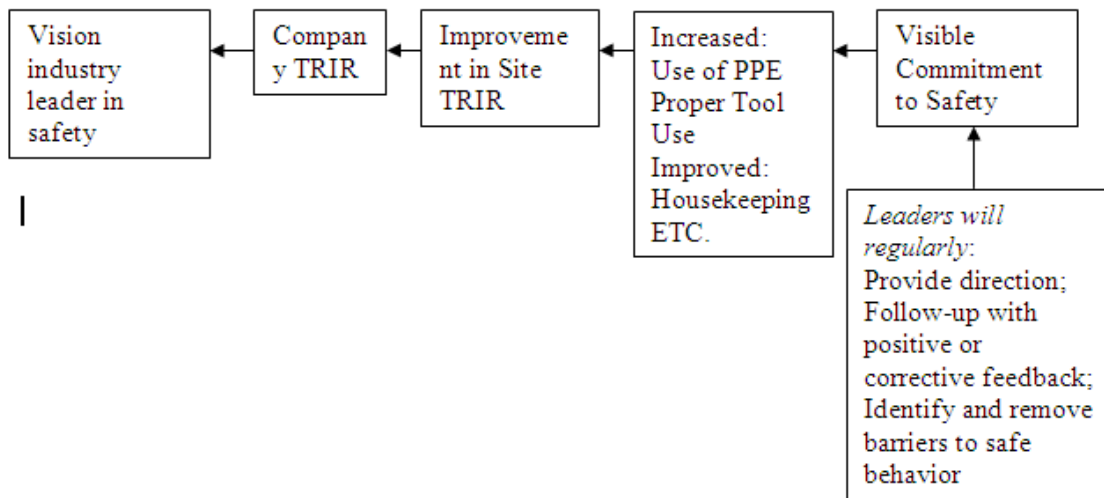 Vision
industry
leader in
safety
Compan
y TRIR
Improveme
nt in Site
TRIR
Increased:
Use of PPE
Proper Tool
Use
Improved:
Housekeeping
ETC.
Visible
Commitment
to Safety
Leaders will
regularly:
Provide direction;
Follow-up with
positive or
corrective feedback;
Identify and remove
barriers to safe
behavior